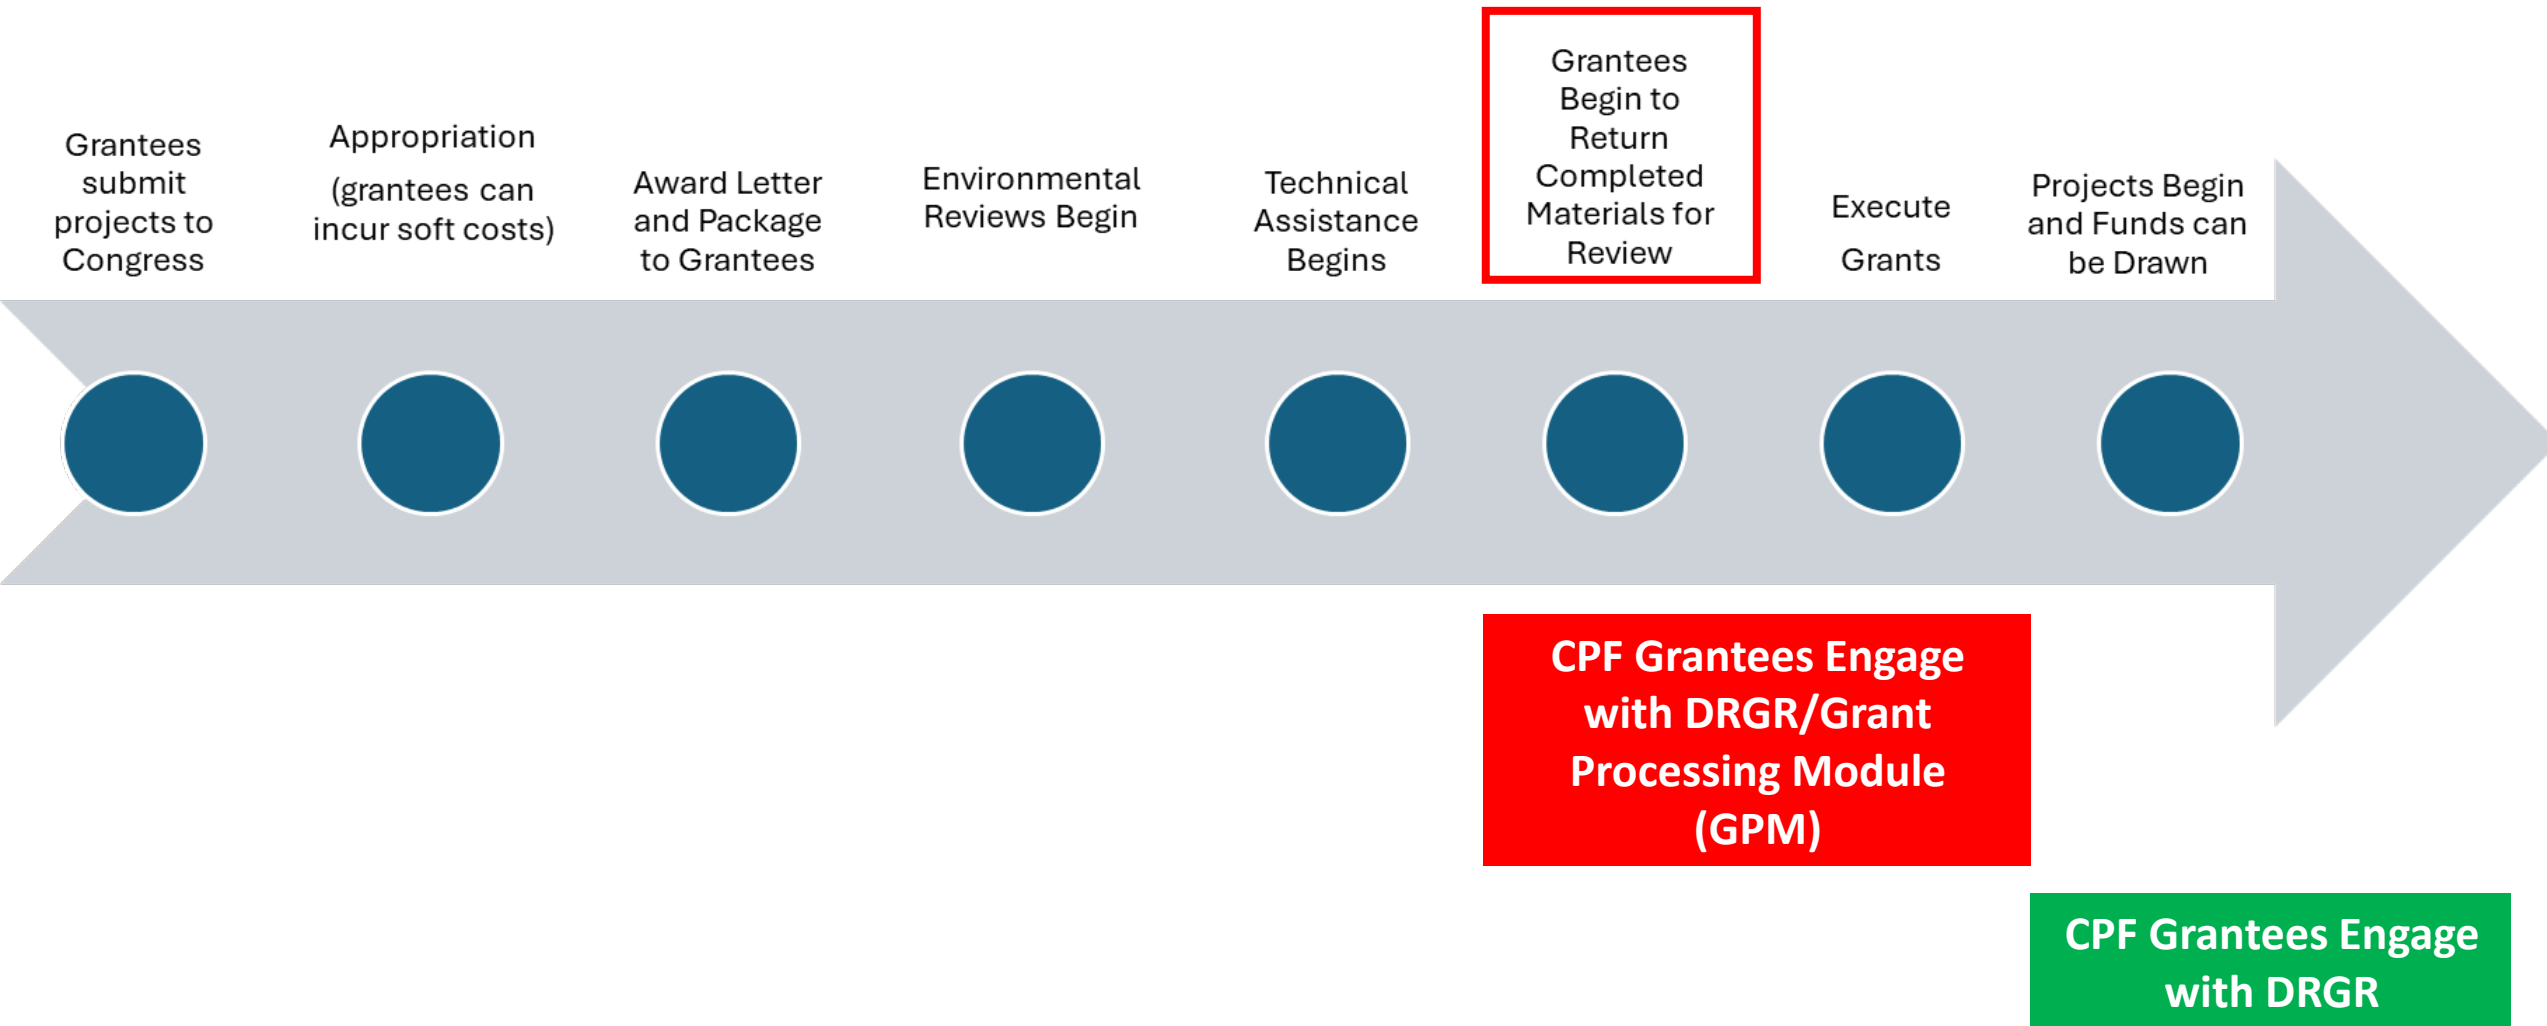 Grantees
submit
projects to
Congress
Appropriation
(grantees can
incur soft costs)
Award Letter
and Package
to Grantees
Environmental
Reviews Begin
Technical
Assistance
Begins
Grantees
Begin to
Return
Completed
Materials for
Review
Execute
Grants
Projects Begin
and Funds can
be Drawn
CPF Grantees Engage
with DRGR/Grant
Processing Module
(GPM)
CPF Grantees Engage
with DRGR